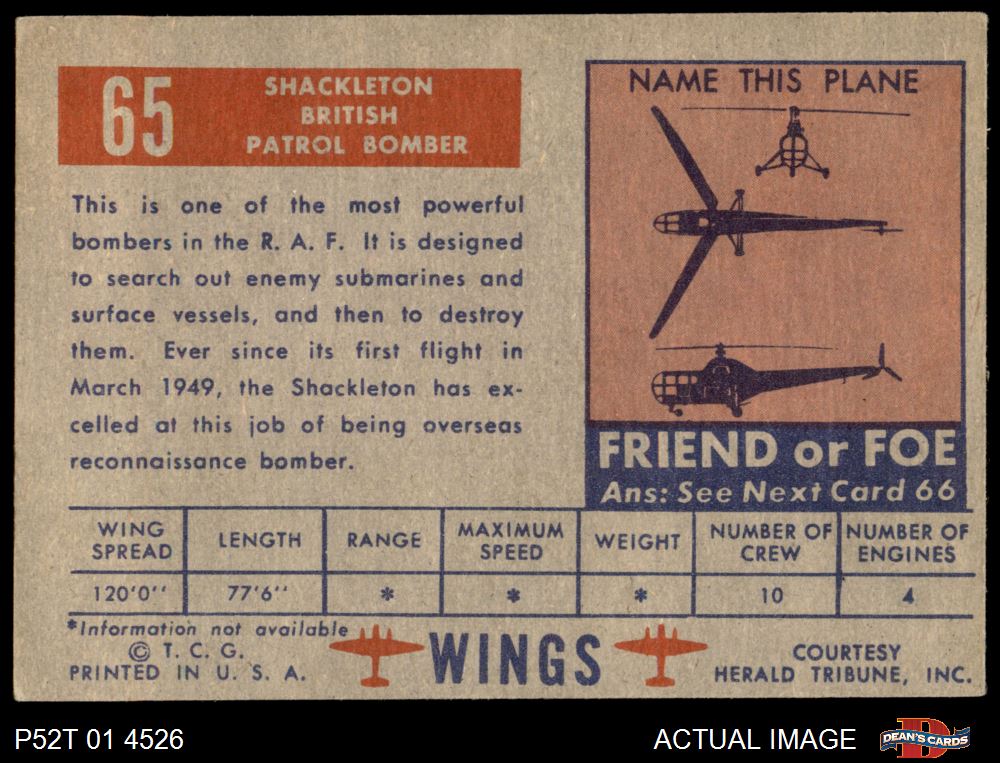 65
SHACKLETON
BRITISH
PATROL BOMBER
This is one of the most powerful
bombers in the R. A. F. It is designed
to search out enemy submarines and
surface vessels, and then to destroy
them. Ever since its first flight in
March 1949, the Shackleton has ex-
celled at this job of being overseas
reconnaissance bomber.
NAME THIS PLANE
FRIEND or FOE
Ans: See Next Card 66
WING SPREAD LENGTH RANGE MAXIMUM SPEED WEIGHT NUMBER OF CREW NUMBER OF ENGINES
120'0'' 77'6'' * * * 10 4
*Information not available
© T. C. G.
PRINTED IN U. S. A.
WINGS
COURTESY
HERALD TRIBUNE, INC.
P52T 01 4526
ACTUAL IMAGE
D
DEAN'S CARDS